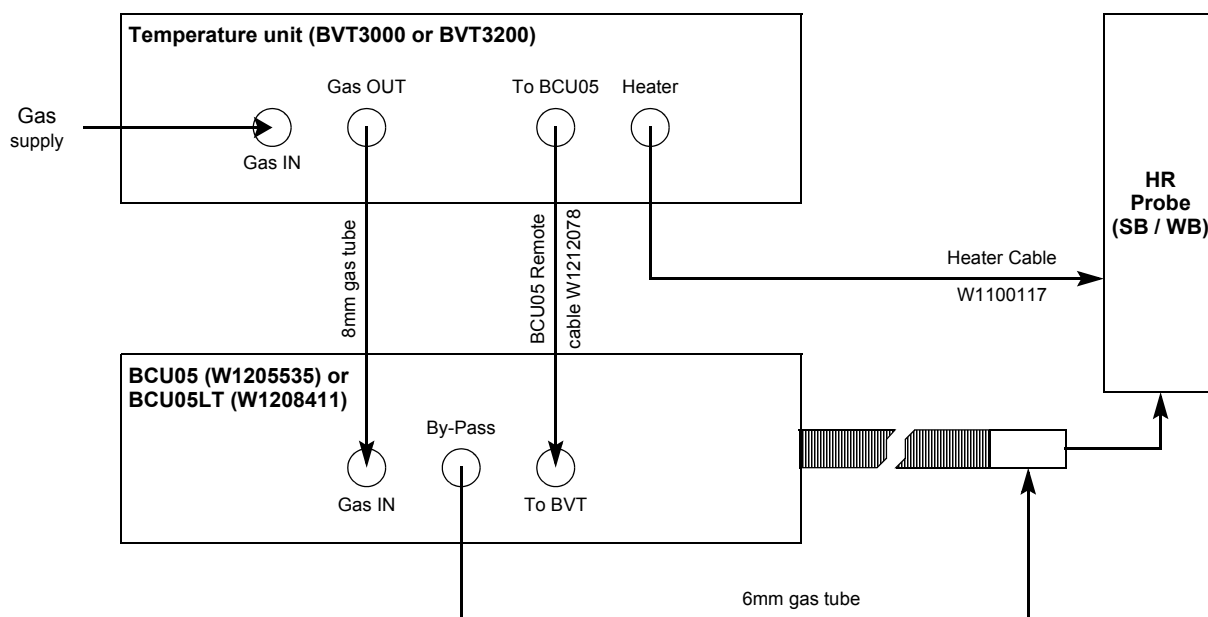 Temperature unit (BVT3000 or BVT3200)
Gas OUT
To BCU05
Heater
Gas
supply
Gas IN
HR
Probe
(SB / WB)
8mm gas tube
BCU05 Remote
cable W1212078
Heater Cable
W1100117
BCU05 (W1205535) or
BCU05LT (W1208411)
By-Pass
Gas IN
To BVT
6mm gas tube